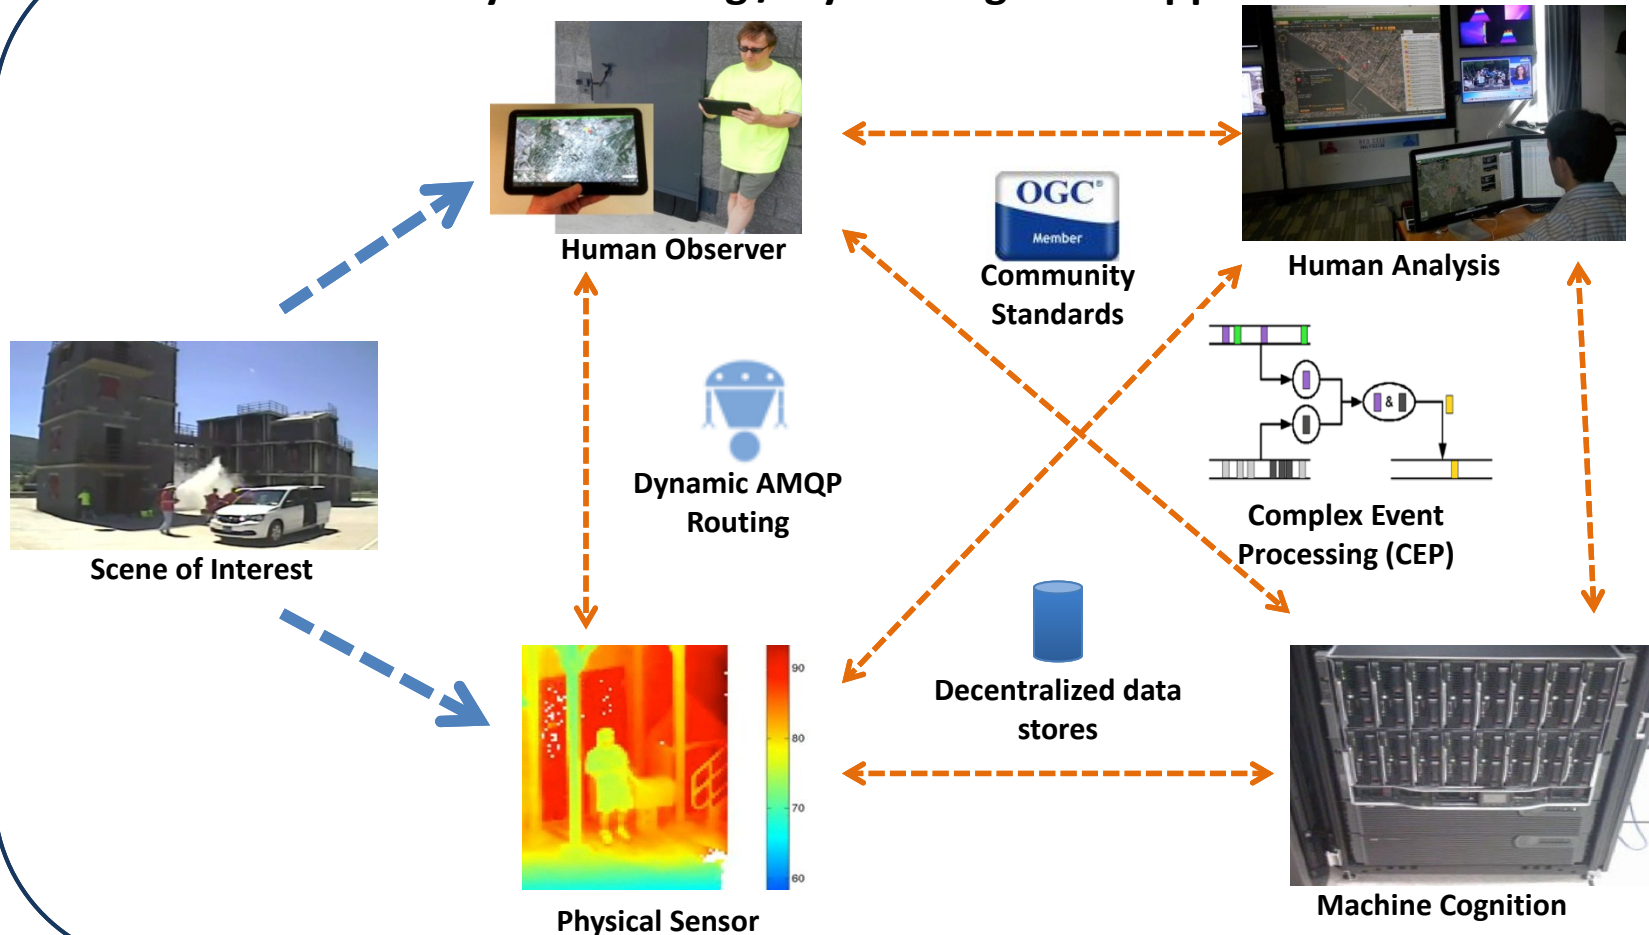 Human Observer
OGC®
Member
Community
Standards
Human Analysis
&
Dynamic AMQP
Routing
Complex Event
Processing (CEP)
Scene of Interest
Decentralized data
stores
90
80
70
60
Physical Sensor
Machine Cognition